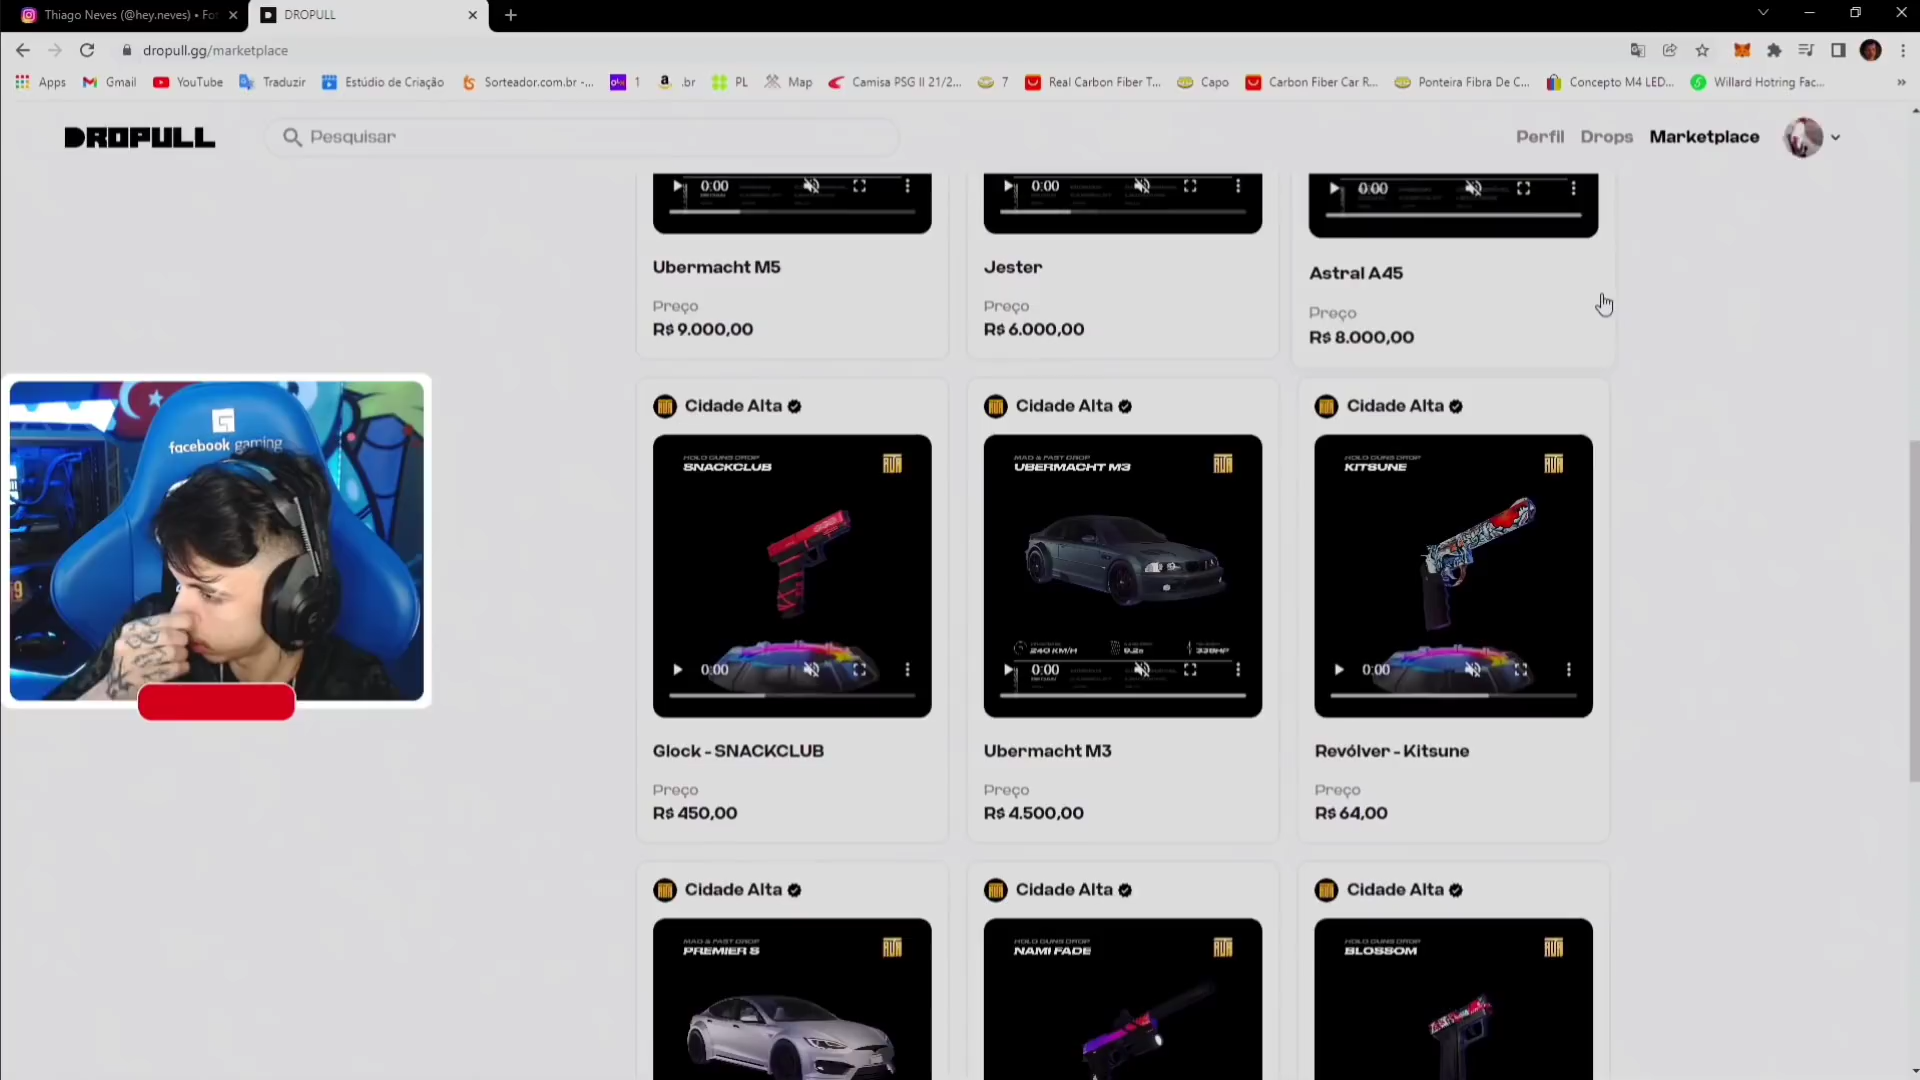 Thiago Neves (@hey.neves) • Fo
DROPULL
dropull.gg/marketplace
Apps
Gmail
YouTube
Traduzir
Estúdio de Criação
Sorteador.com.br -...
olx
1
.br
PL
Map
Camisa PSG II 21/2...
7
Real Carbon Fiber T...
Capo
Carbon Fiber Car R...
Ponteira Fibra De C...
Concepto M4 LED...
Willard Hotring Fac...
»
DROPULL
Pesquisar
Perfil
Drops
Marketplace
0:00
0:00
0:00
Ubermacht M5
Preço
R$ 9.000,00
Jester
Preço
R$ 6.000,00
Astral A45
Preço
R$ 8.000,00
facebook gaming
Cidade Alta
HOLO GUNS DROP
SNACKCLUB
0:00
Glock - SNACKCLUB
Preço
R$ 450,00
Cidade Alta
MAD & FAST DROP
UBERMACHT M3
240 KM/H
0:00
Ubermacht M3
Preço
R$ 4.500,00
Cidade Alta
HOLO GUNS DROP
KITSUNE
0:00
Revólver - Kitsune
Preço
R$ 64,00
Cidade Alta
MAD & FAST DROP
PREMIER S
Cidade Alta
HOLO GUNS DROP
NAMI FADE
Cidade Alta
HOLO GUNS DROP
BLOSSOM